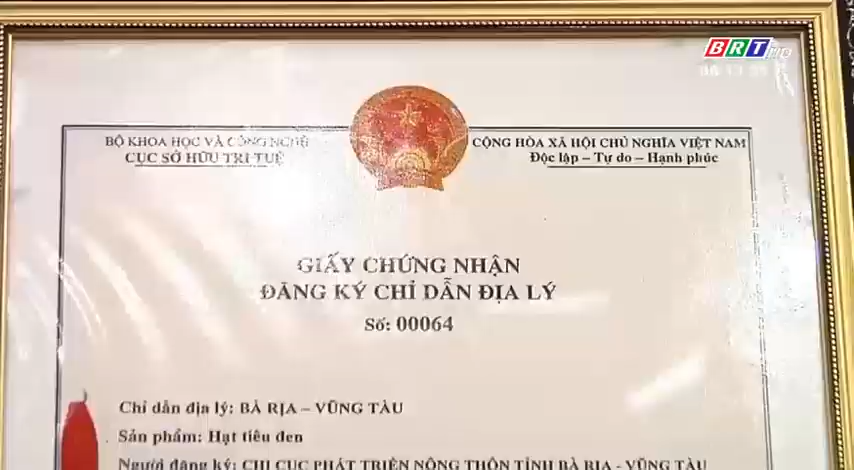 BRT HD
BỘ KHOA HỌC VÀ CÔNG NGHỆ
CỤC SỞ HỮU TRÍ TUỆ
CỘNG HÒA XÃ HỘI CHỦ NGHĨA VIỆT NAM
Độc lập – Tự do – Hạnh phúc
GIẤY CHỨNG NHẬN
ĐĂNG KÝ CHỈ DẪN ĐỊA LÝ
Số: 00064
Chỉ dẫn địa lý: BÀ RỊA – VŨNG TÀU
Sản phẩm: Hạt tiêu đen
Người đăng ký: CHI CỤC PHÁT TRIỂN NÔNG THÔN TỈNH BÀ RỊA - VŨNG TÀU